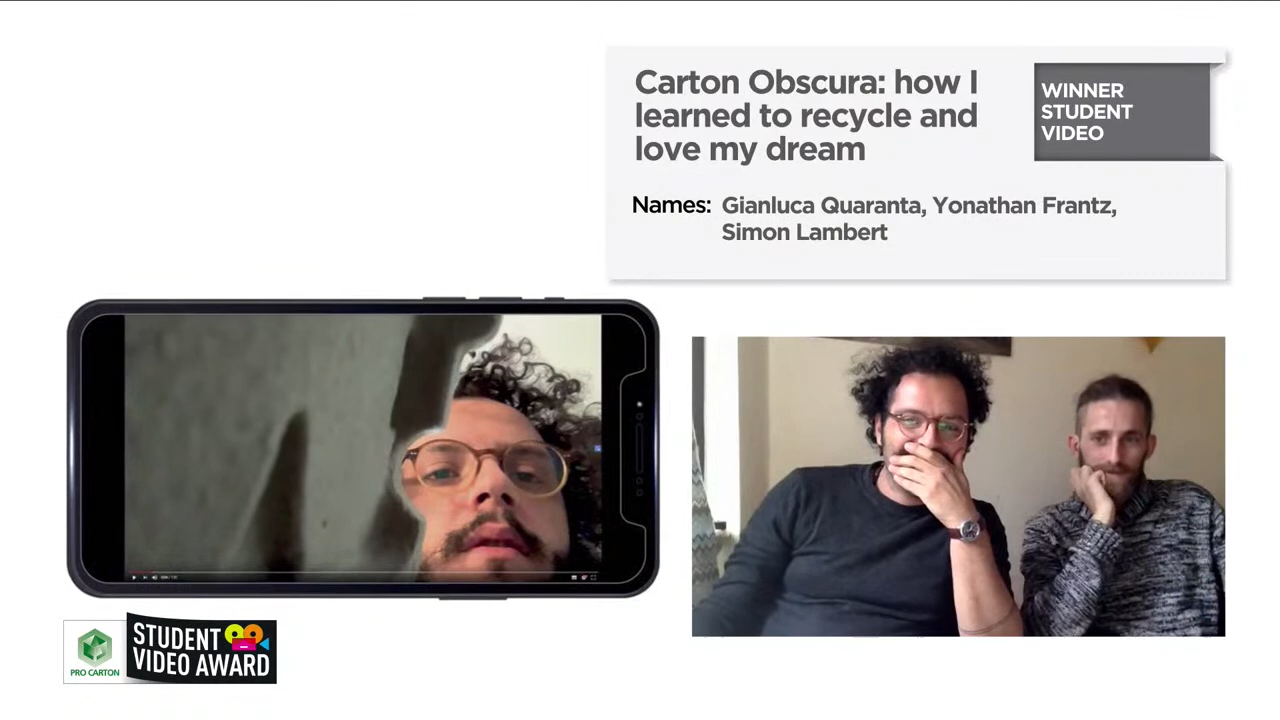 Carton Obscura: how I
learned to recycle and
love my dream
WINNER
STUDENT
VIDEO
Names: Gianluca Quaranta, Yonathan Frantz,
Simon Lambert
PRO CARTON
STUDENT
VIDEO AWARD